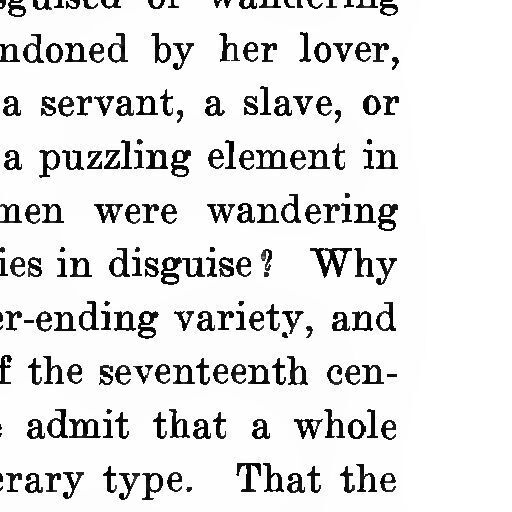 sguised or wandering
ndoned by her lover,
a servant, a slave, or
a puzzling element in
men were wandering
ies in disguise? Why
er-ending variety, and
f the seventeenth cen-
admit that a whole
erary type. That the